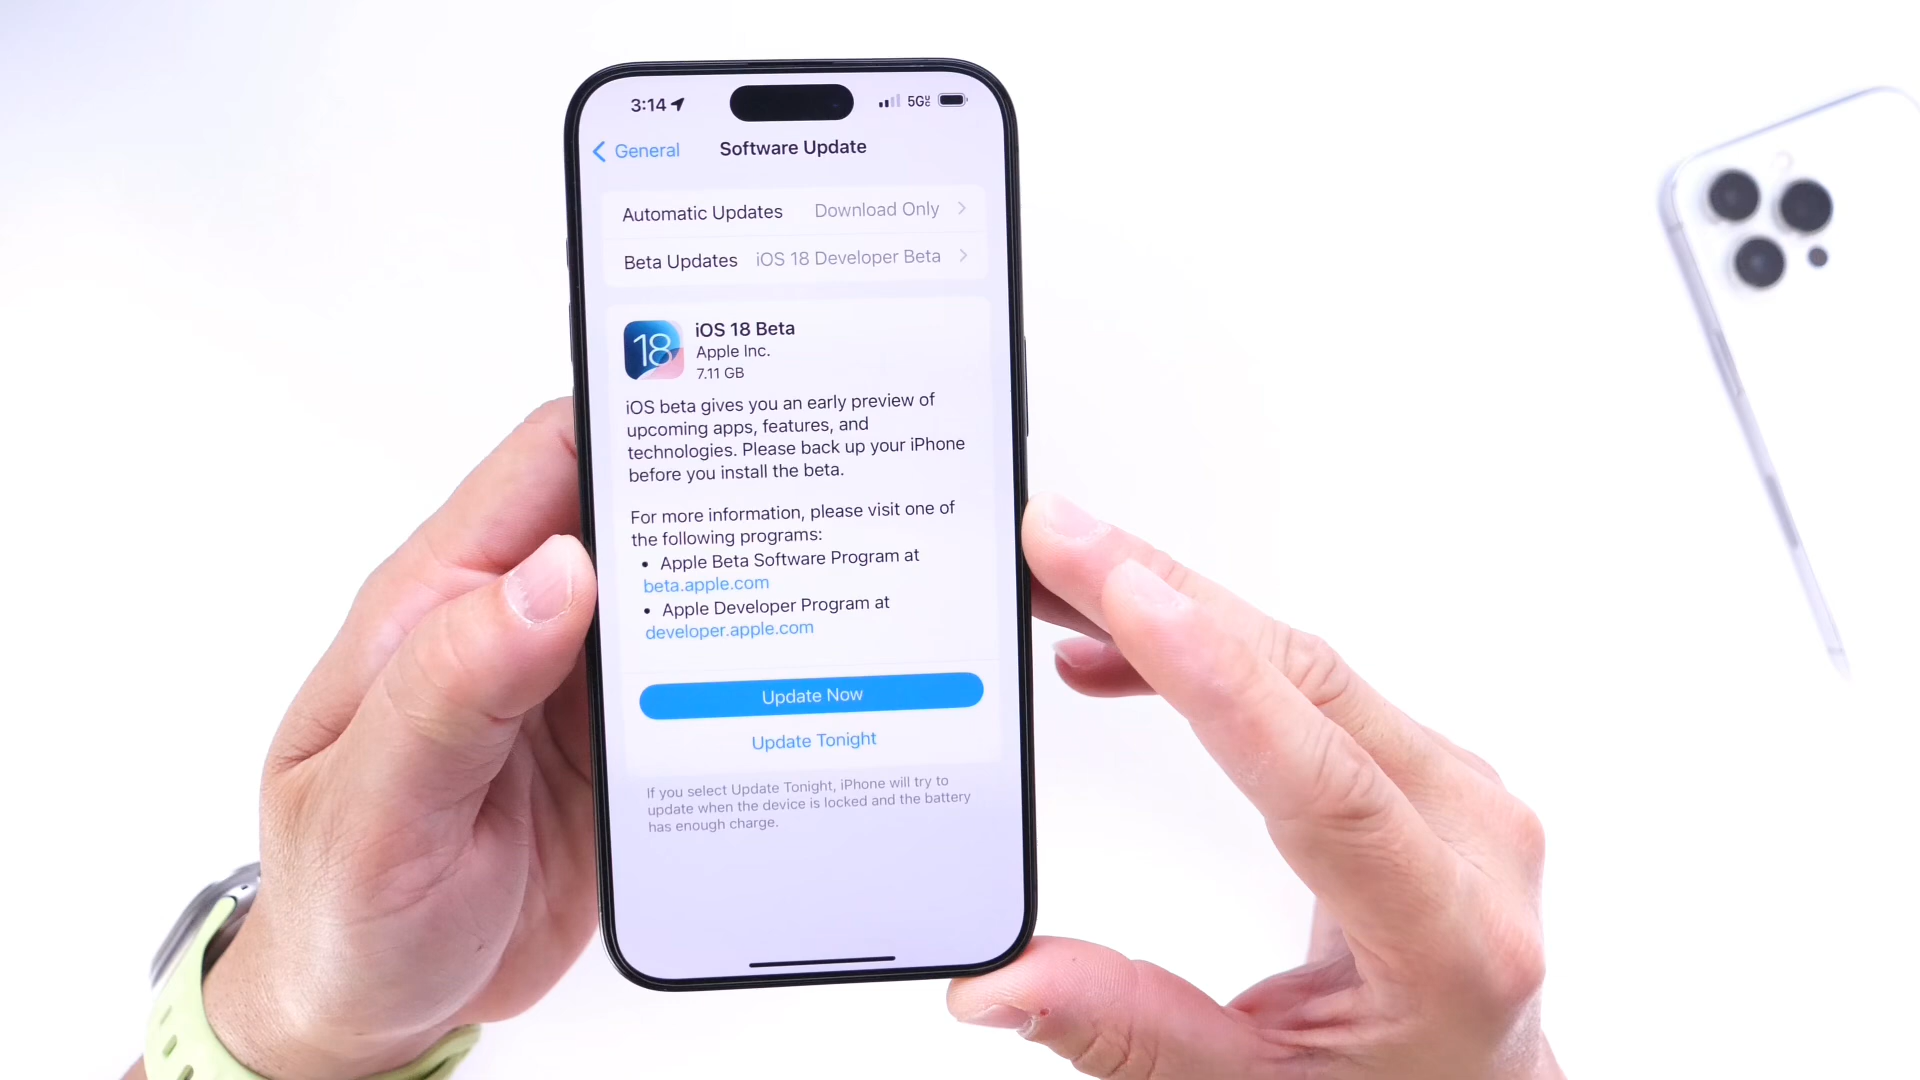 3:14 5G
General Software Update
Automatic Updates Download Only
Beta Updates iOS 18 Developer Beta
18
iOS 18 Beta
Apple Inc.
7.11 GB
iOS beta gives you an early preview of
upcoming apps, features, and
technologies. Please back up your iPhone
before you install the beta.
For more information, please visit one of
the following programs:
• Apple Beta Software Program at
beta.apple.com
• Apple Developer Program at
developer.apple.com
Update Now
Update Tonight
If you select Update Tonight, iPhone will try to
update when the device is locked and the battery
has enough charge.